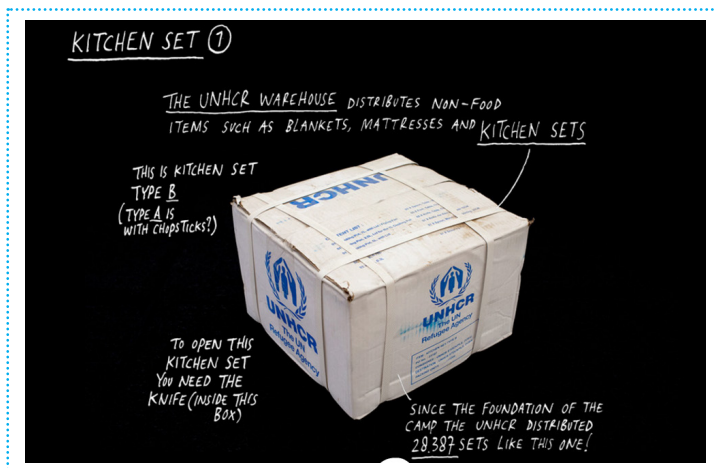 KITCHEN SET 1
THE UNHCR WAREHOUSE DISTRIBUTES NON-FOOD
ITEMS SUCH AS BLANKETS, MATTRESSES AND KITCHEN SETS
THIS IS KITCHEN SET
TYPE B
(TYPE A IS
WITH CHOPSTICKS?)
UNHCR
UNHCR
The UN
Refugee Agency
UNHCR
The UN
Refugee Agency
TO OPEN THIS
KITCHEN SET
YOU NEED THE
KNIFE (INSIDE THIS
BOX)
SINCE THE FOUNDATION OF THE
CAMP THE UNHCR DISTRIBUTED
28.387 SETS LIKE THIS ONE!